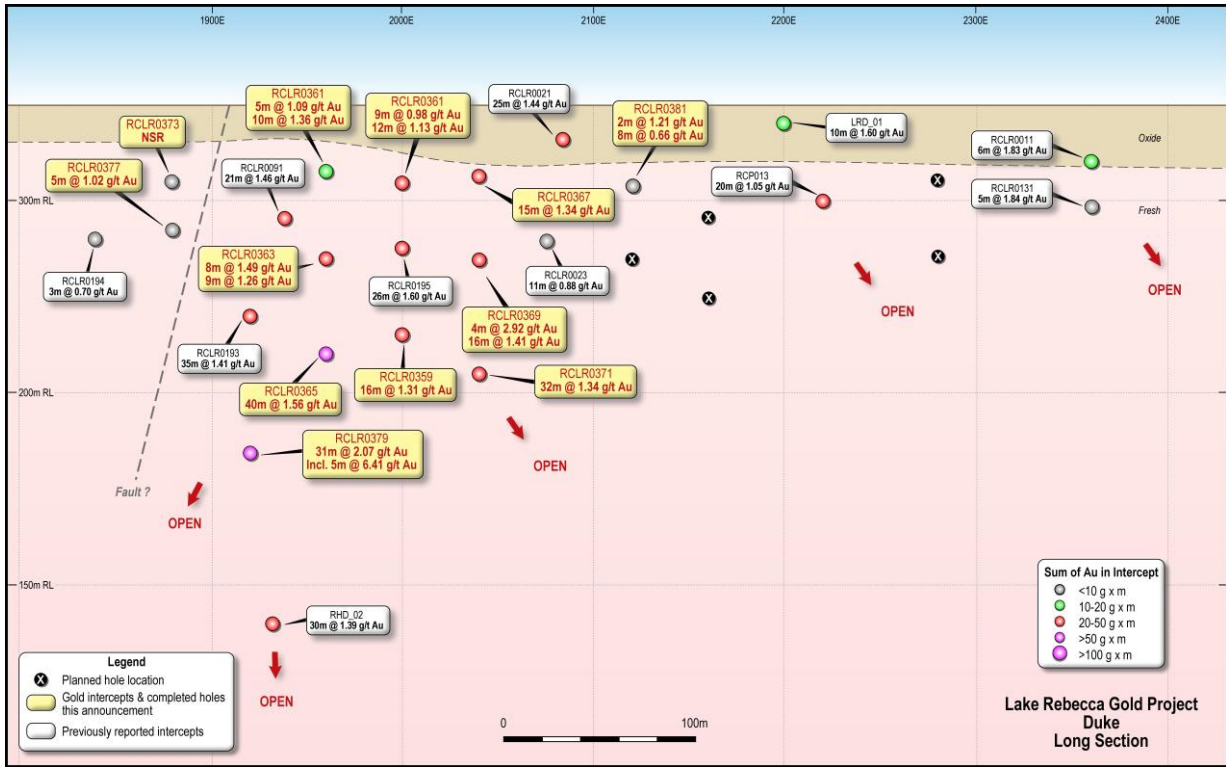 1900E
2000E
2100E
2200E
2300E
2400E
RCLR0373
NSR
RCLR0361
5m @ 1.09 g/t Au
10m @ 1.36 g/t Au
RCLR0361
9m @ 0.98 g/t Au
12m @ 1.13 g/t Au
RCLR0021
25m @ 1.44 g/t Au
RCLR0381
2m @ 1.21 g/t Au
8m @ 0.66 g/t Au
LRD_01
10m @ 1.60 g/t Au
RCLR0011
6m @ 1.83 g/t Au
Oxide
RCLR0377
5m @ 1.02 g/t Au
RCLR0091
21m @ 1.46 g/t Au
RCLR0367
15m @ 1.34 g/t Au
RCP013
20m @ 1.05 g/t Au
RCLR0131
5m @ 1.84 g/t Au
300m RL
Fresh
X
X
X
X
X
RCLR0194
3m @ 0.70 g/t Au
RCLR0363
8m @ 1.49 g/t Au
9m @ 1.26 g/t Au
RCLR0195
26m @ 1.60 g/t Au
RCLR0023
11m @ 0.88 g/t Au
OPEN
OPEN
RCLR0193
35m @ 1.41 g/t Au
RCLR0369
4m @ 2.92 g/t Au
16m @ 1.41 g/t Au
RCLR0365
40m @ 1.56 g/t Au
RCLR0359
16m @ 1.31 g/t Au
RCLR0371
32m @ 1.34 g/t Au
200m RL
RCLR0379
31m @ 2.07 g/t Au
Incl. 5m @ 6.41 g/t Au
OPEN
Fault ?
OPEN
150m RL
RHD_02
30m @ 1.39 g/t Au
OPEN
Legend
X
Planned hole location
Gold intercepts & completed holes
this announcement
Previously reported intercepts
0
100m
Sum of Au in Intercept
<10 g x m
10-20 g x m
20-50 g x m
>50 g x m
>100 g x m
Lake Rebecca Gold Project
Duke
Long Section